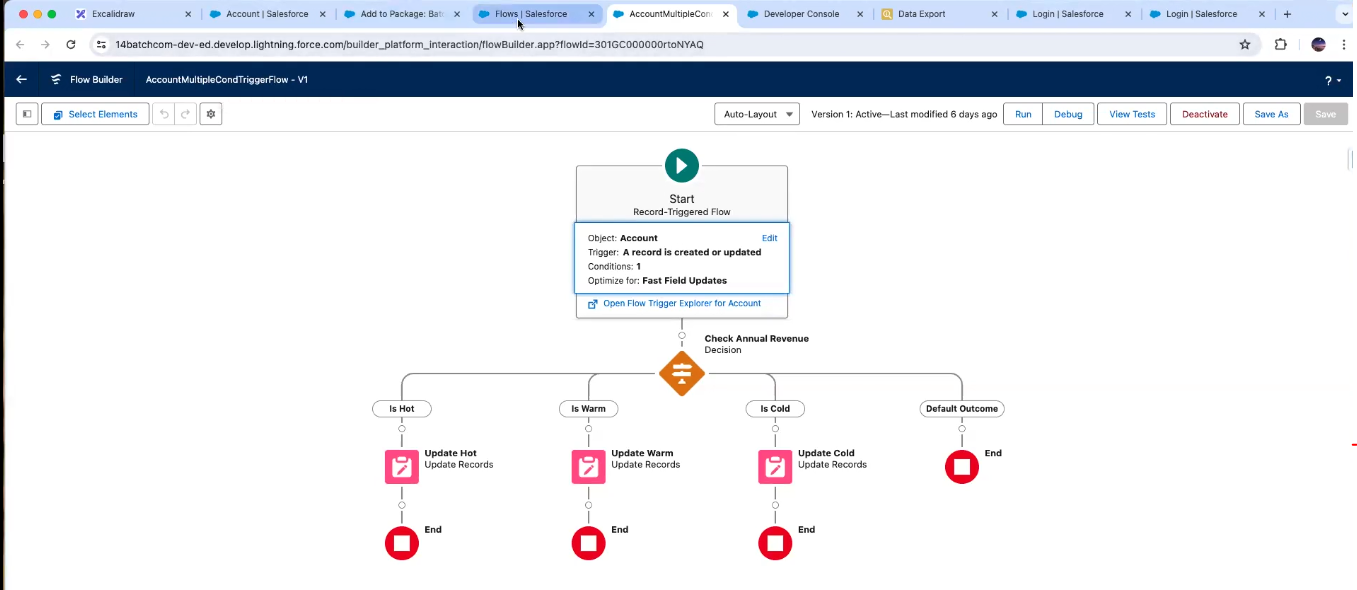 Excalidraw
Account | Salesforce
Add to Package: Bat
Flows | Salesforce
AccountMultipleCon
Developer Console
Data Export
Login | Salesforce
Login | Salesforce
14batchcom-dev-ed.develop.lightning.force.com/builder_platform_interaction/flowBuilder.app?flowId=301GC000000rtoNYAQ
Flow Builder
AccountMultipleCondTriggerFlow - V1
?
Select Elements
Auto-Layout
Version 1: Active—Last modified 6 days ago
Run
Debug
View Tests
Deactivate
Save As
Save
Start
Record-Triggered Flow
Object: Account
Edit
Trigger: A record is created or updated
Conditions: 1
Optimize for: Fast Field Updates
Open Flow Trigger Explorer for Account
Check Annual Revenue
Decision
Is Hot
Is Warm
Is Cold
Default Outcome
Update Hot
Update Records
Update Warm
Update Records
Update Cold
Update Records
End
End
End
End